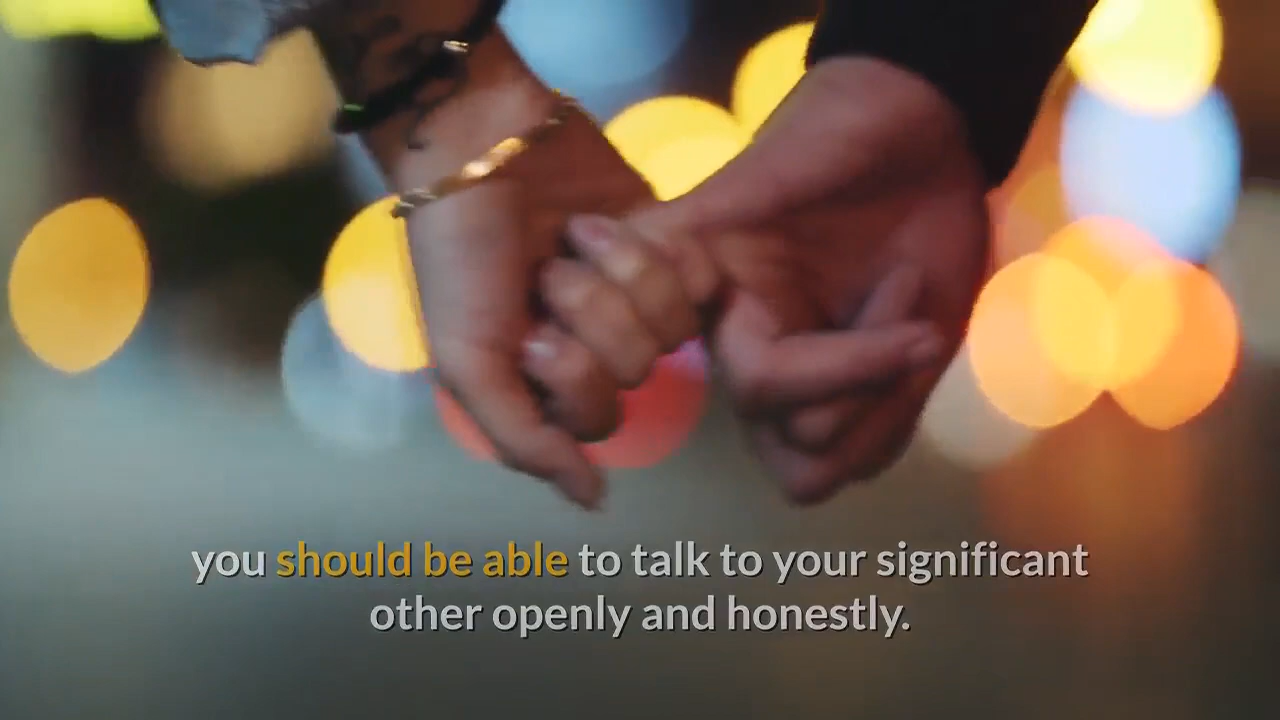 you should be able to talk to your significant
other openly and honestly.